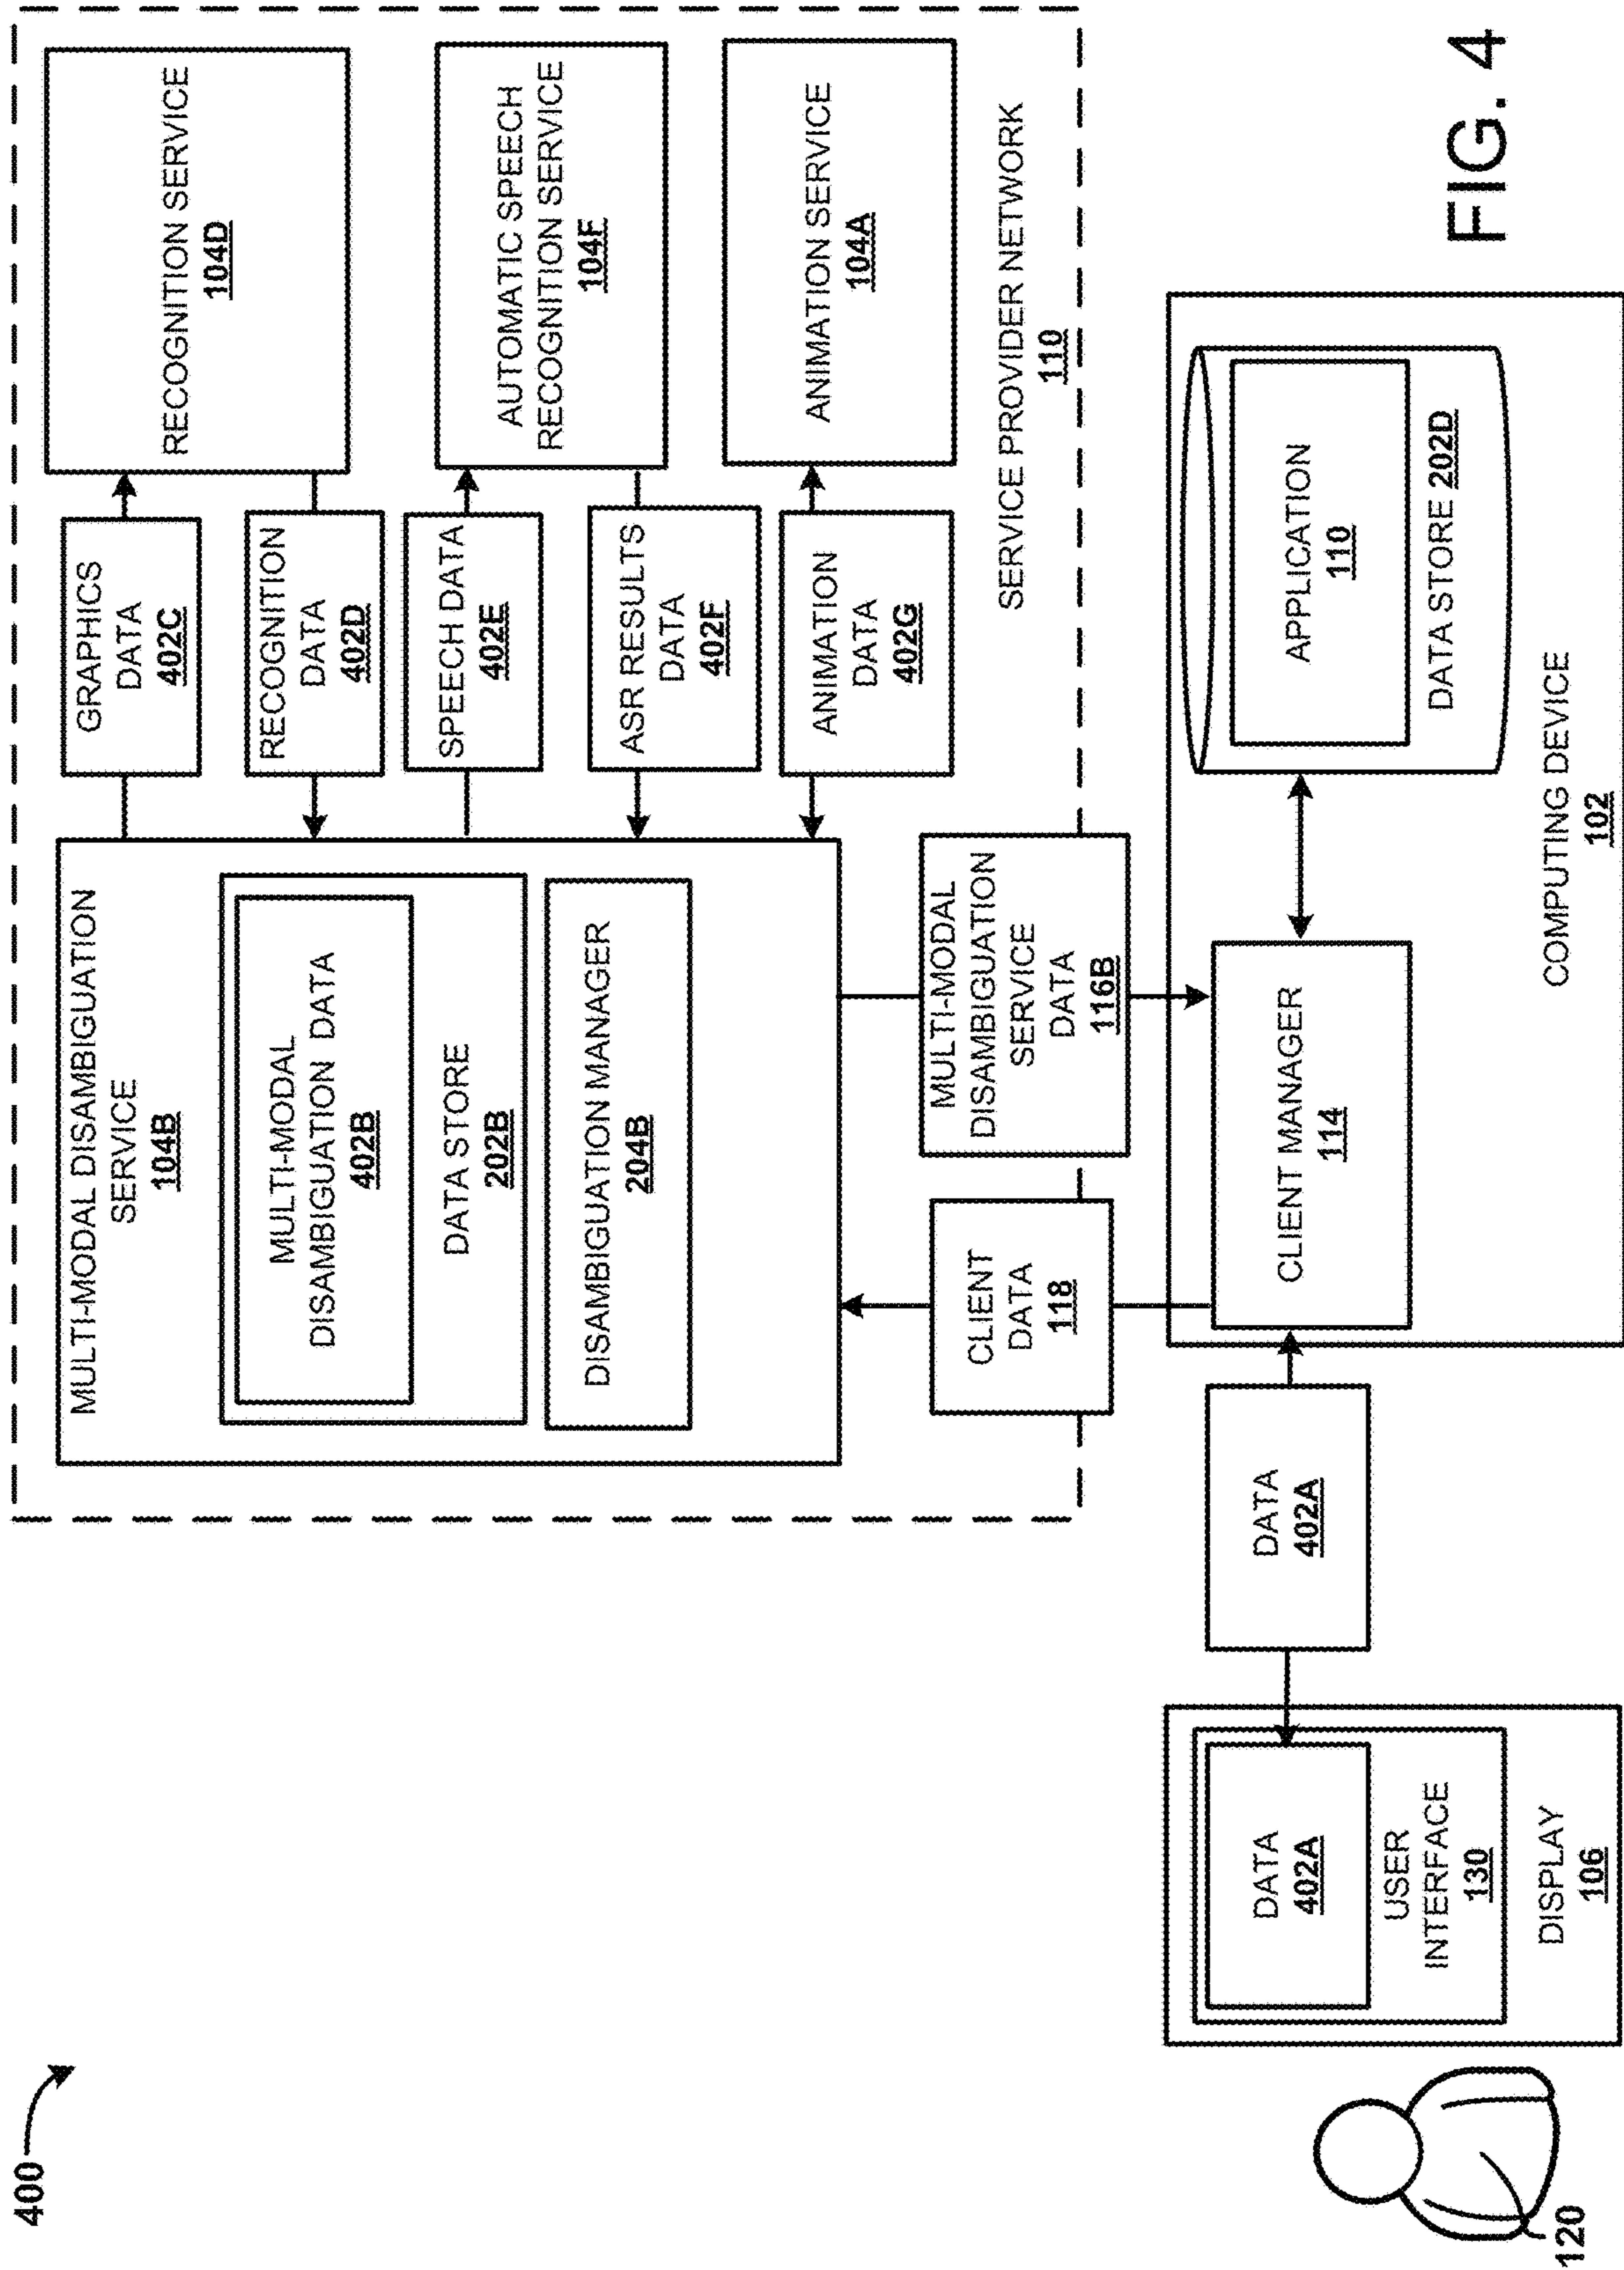 400
MULTI-MODAL DISAMBIGUATION
SERVICE
104B
MULTI-MODAL
DISAMBIGUATION DATA
402B
DATA STORE
202B
DISAMBIGUATION MANAGER
204B
GRAPHICS
DATA
402C
RECOGNITION
DATA
402D
SPEECH DATA
402E
ASR RESULTS
DATA
402F
ANIMATION
DATA
402G
RECOGNITION SERVICE
104D
AUTOMATIC SPEECH
RECOGNITION SERVICE
104F
ANIMATION SERVICE
104A
SERVICE PROVIDER NETWORK
110
CLIENT
DATA
118
MULTI-MODAL
DISAMBIGUATION
SERVICE
DATA
116B
120
DATA
402A
USER
INTERFACE
130
DISPLAY
106
DATA
402A
CLIENT MANAGER
114
APPLICATION
110
DATA STORE 202D
COMPUTING DEVICE
102
FIG. 4